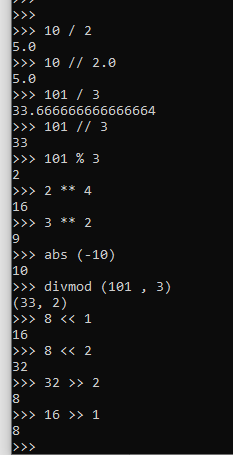 >>>
>>>
>>> 10 / 2
5.0
>>> 10 // 2.0
5.0
>>> 101 / 3
33.666666666666664
>>> 101 // 3
33
>>> 101 % 3
2
>>> 2 ** 4
16
>>> 3 ** 2
9
>>> abs (-10)
10
>>> divmod (101 , 3)
(33, 2)
>>> 8 << 1
16
>>> 8 << 2
32
>>> 32 >> 2
8
>>> 16 >> 1
8
>>>